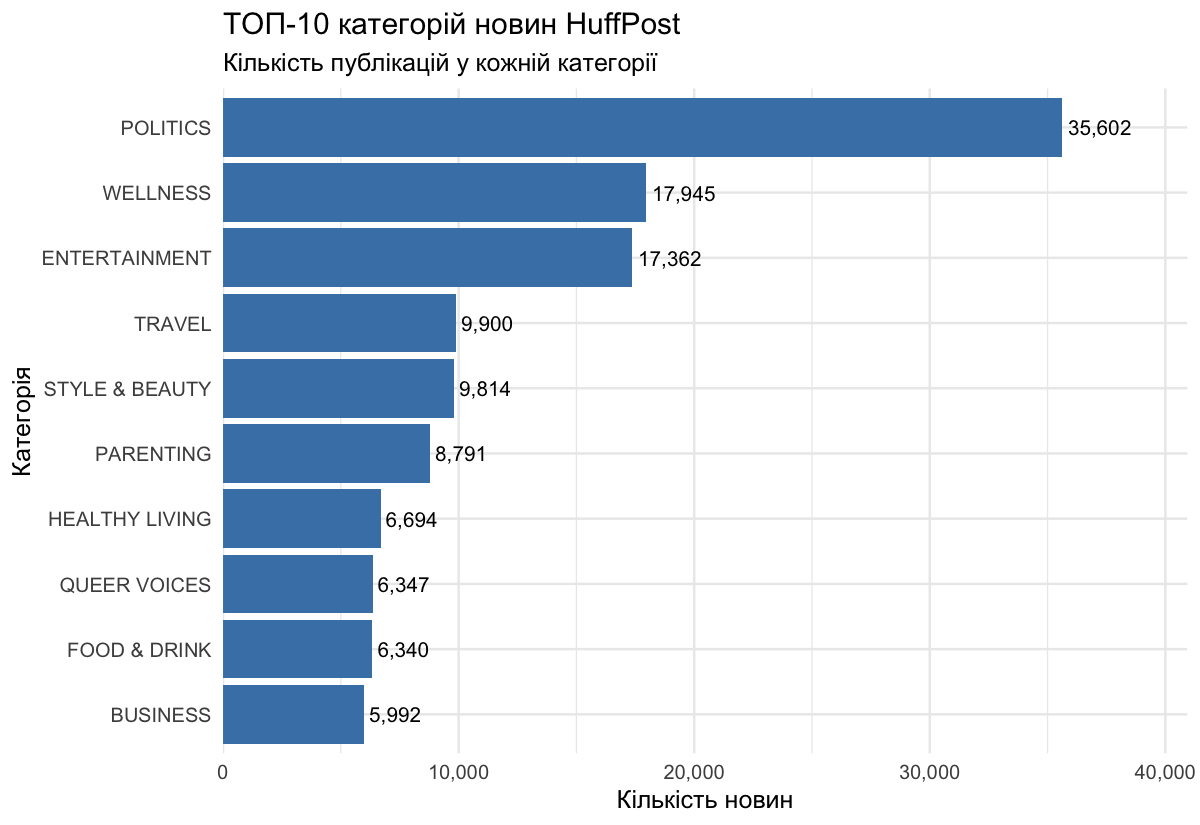 ТОП-10 категорій новин HuffPost
Кількість публікацій у кожній категорії
Категорія
POLITICS 35,602
WELLNESS 17,945
ENTERTAINMENT 17,362
TRAVEL 9,900
STYLE & BEAUTY 9,814
PARENTING 8,791
HEALTHY LIVING 6,694
QUEER VOICES 6,347
FOOD & DRINK 6,340
BUSINESS 5,992
0 10,000 20,000 30,000 40,000
Кількість новин